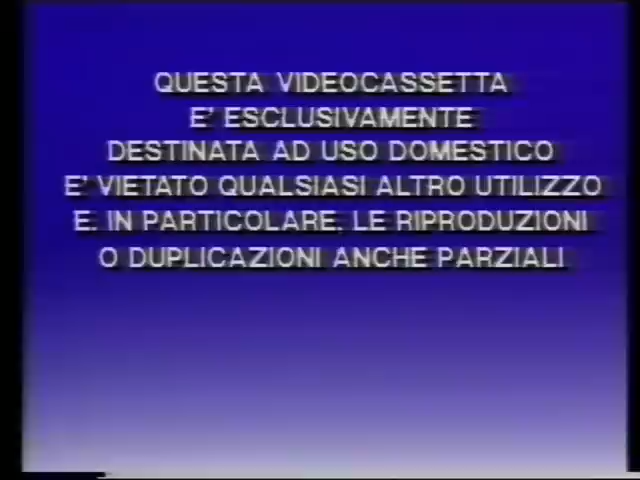 QUESTA VIDEOCASSETTA
E' ESCLUSIVAMENTE
DESTINATA AD USO DOMESTICO
E' VIETATO QUALSIASI ALTRO UTILIZZO
E, IN PARTICOLARE, LE RIPRODUZIONI
O DUPLICAZIONI ANCHE PARZIALI